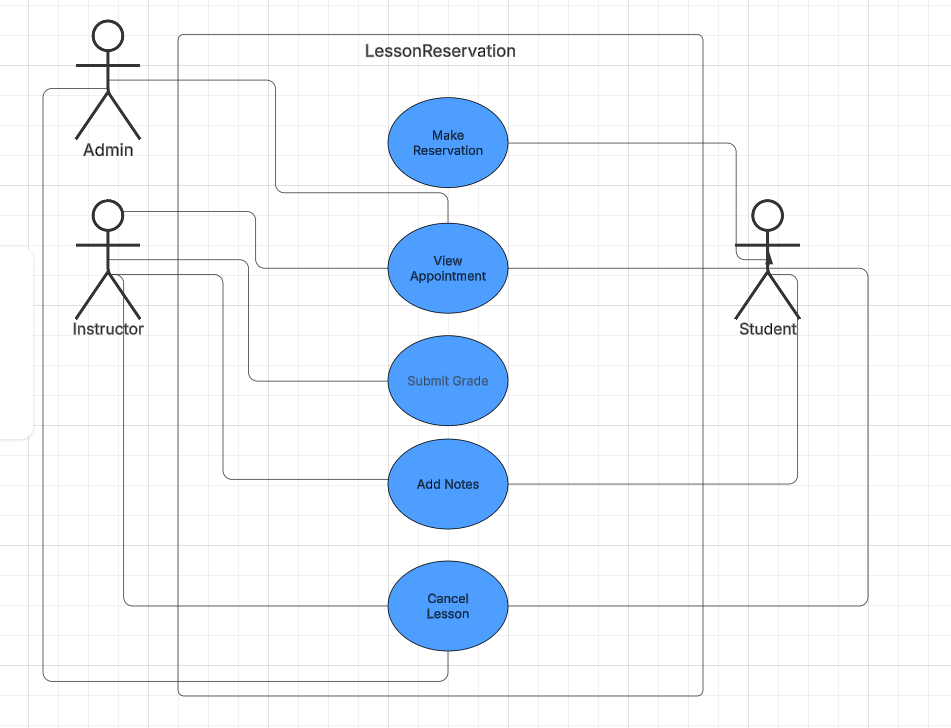 LessonReservation
Admin
Make
Reservation
Instructor
View
Appointment
Student
Submit Grade
Add Notes
Cancel
Lesson